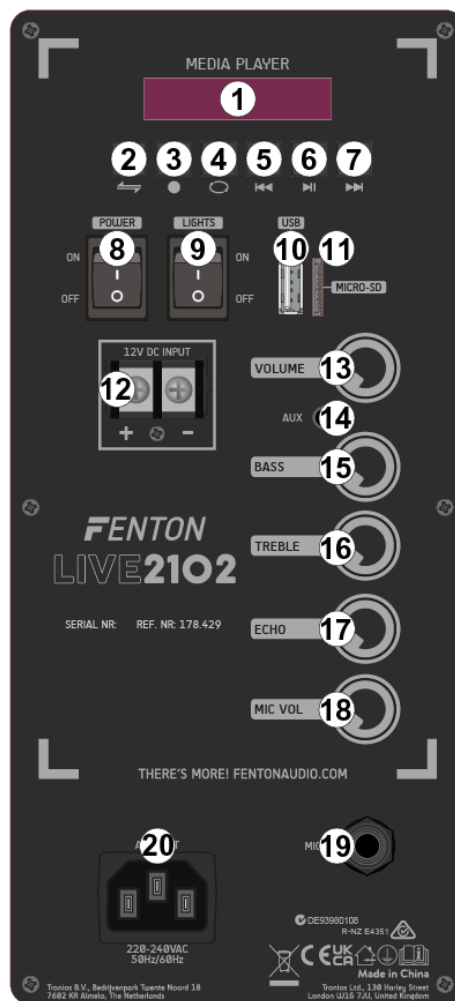 MEDIA PLAYER
1
2 3 4 5 6 7
POWER LIGHTS USB
8 9 10 11
ON ON
OFF OFF
MICRO-SD
12V DC INPUT
12
+ -
VOLUME 13
AUX 14
BASS 15
FENTON
LIVE2102
TREBLE 16
SERIAL NR: REF. NR: 178.429
ECHO 17
MIC VOL 18
THERE'S MORE! FENTONAUDIO.COM
20
19
220-240VAC
50Hz/60Hz
DE93980108
R-NZ E4351
CE UK CA
Made in China
Tronios B.V., Bedrijvenpark Twente Noord 18
7602 KR Almelo, The Netherlands
Tronios Ltd., 130 Harley Street
London W1G 7JU, United Kingdom